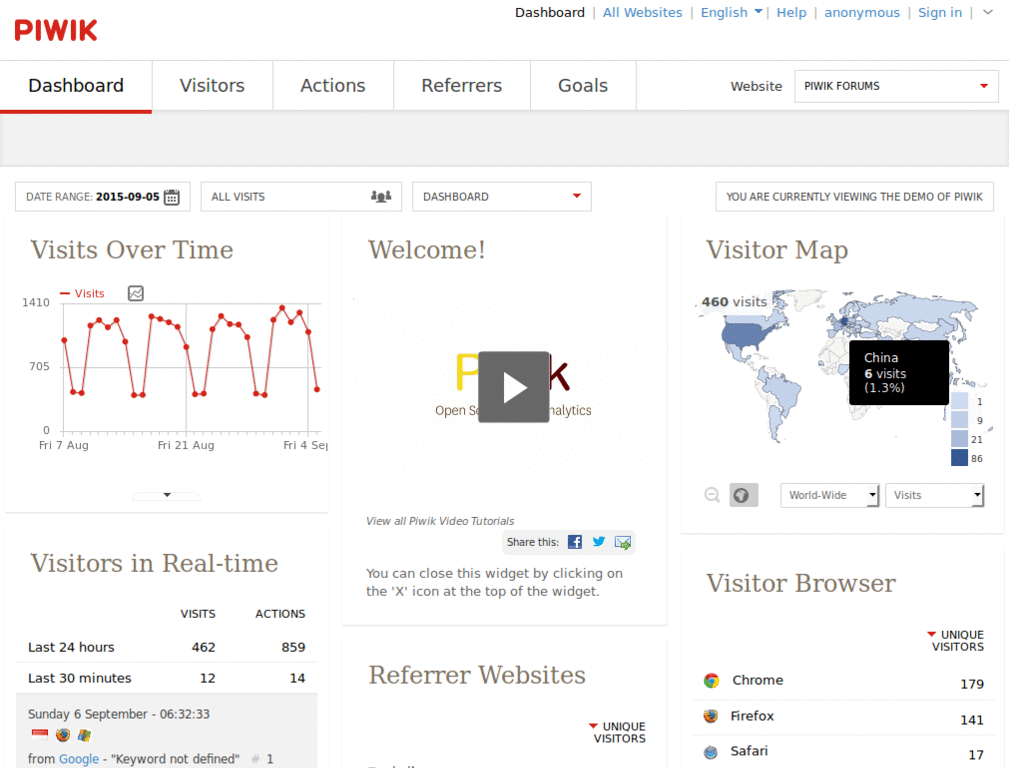 Dashboard | All Websites | English | Help | anonymous | Sign in |
PIWIK
Dashboard Visitors Actions Referrers Goals Website PIWIK FORUMS
DATE RANGE: 2015-09-05 ALL VISITS DASHBOARD YOU ARE CURRENTLY VIEWING THE DEMO OF PIWIK
Visits Over Time
Visits
1410
705
0
Fri 7 Aug Fri 21 Aug Fri 4 Sep
Visitors in Real-time
VISITS ACTIONS
Last 24 hours 462 859
Last 30 minutes 12 14
Sunday 6 September - 06:32:33
from Google - "Keyword not defined" # 1
Welcome!
P k
Open So nalytics
View all Piwik Video Tutorials
Share this:
You can close this widget by clicking on
the 'X' icon at the top of the widget.
Referrer Websites
UNIQUE
VISITORS
Visitor Map
460 visits
China
6 visits
(1.3%)
1
9
21
86
World-Wide Visits
Visitor Browser
UNIQUE
VISITORS
Chrome 179
Firefox 141
Safari 17